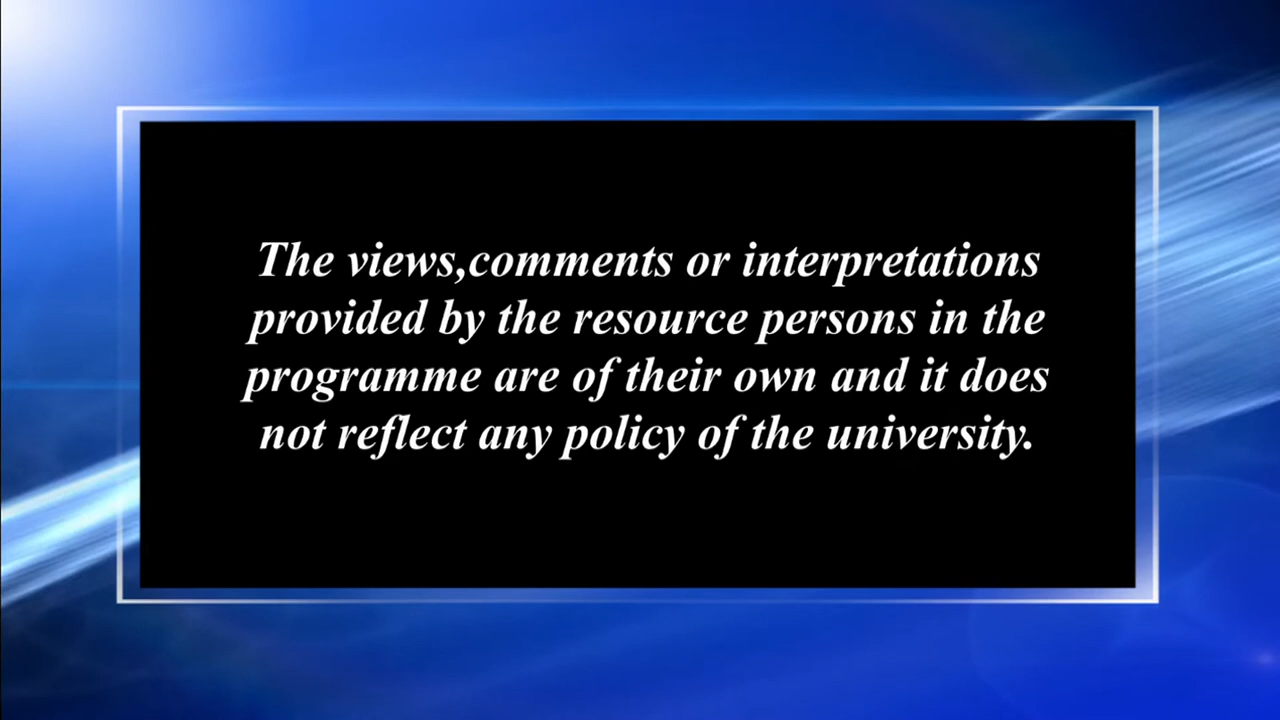 The views,comments or interpretations
provided by the resource persons in the
programme are of their own and it does
not reflect any policy of the university.